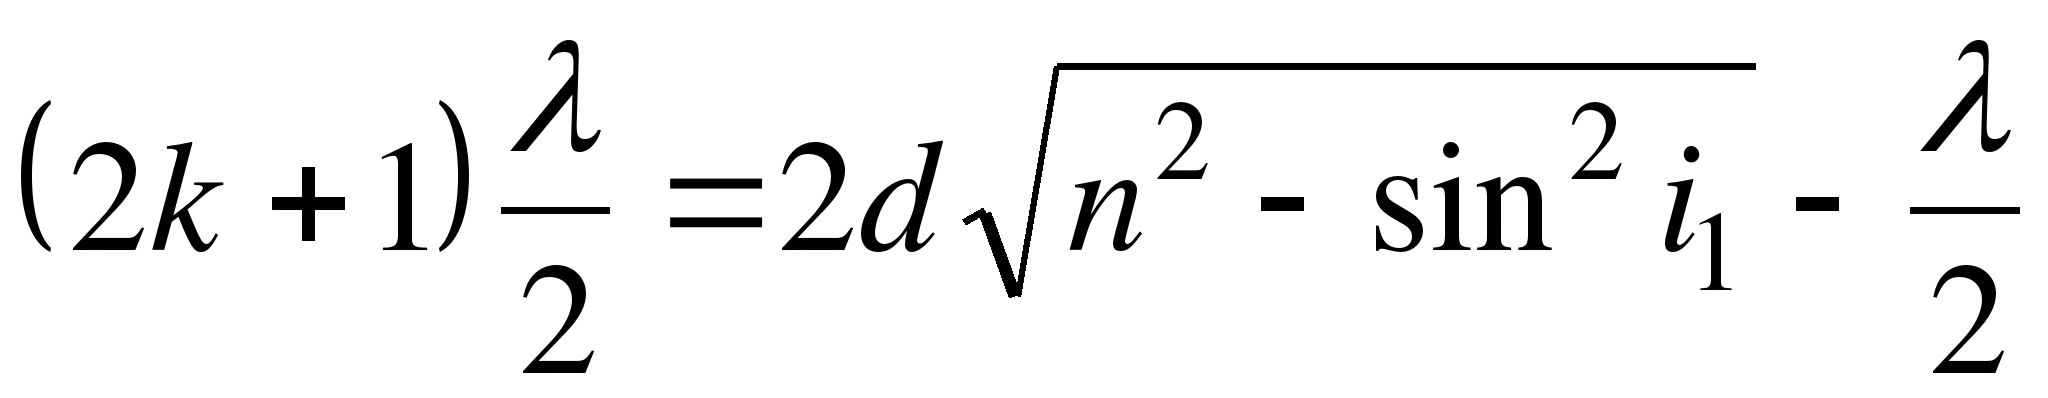 (2k + 1) λ/2 = 2d √(n² - sin² i₁) - λ/2